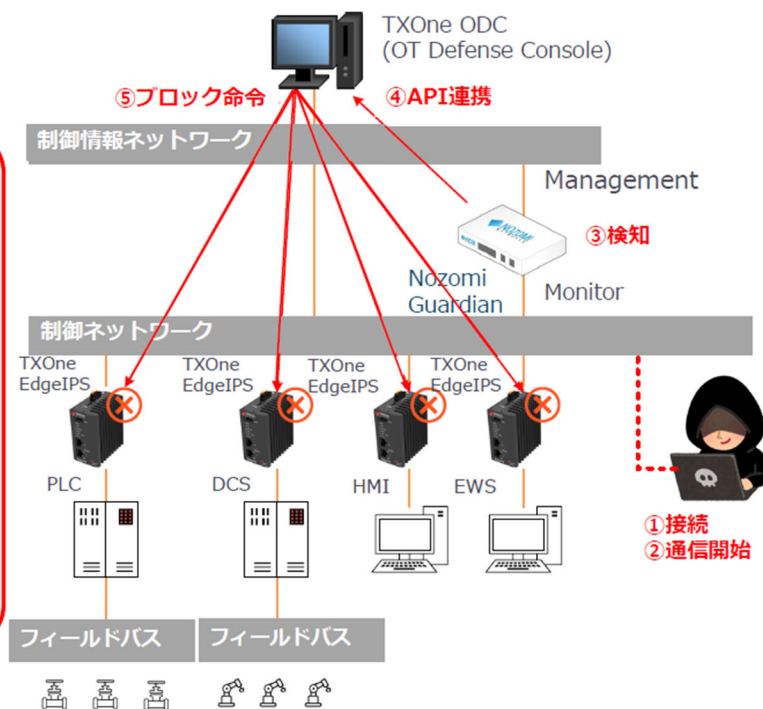 TXOne ODC
(OT Defense Console)
⑤ブロック命令
④API連携
制御情報ネットワーク
Management
NOZOMI
③検知
Nozomi
Guardian
Monitor
制御ネットワーク
TXOne
EdgeIPS
TXOne
EdgeIPS
TXOne
EdgeIPS
TXOne
EdgeIPS
PLC
DCS
HMI
EWS
①接続
②通信開始
フィールドバス
フィールドバス